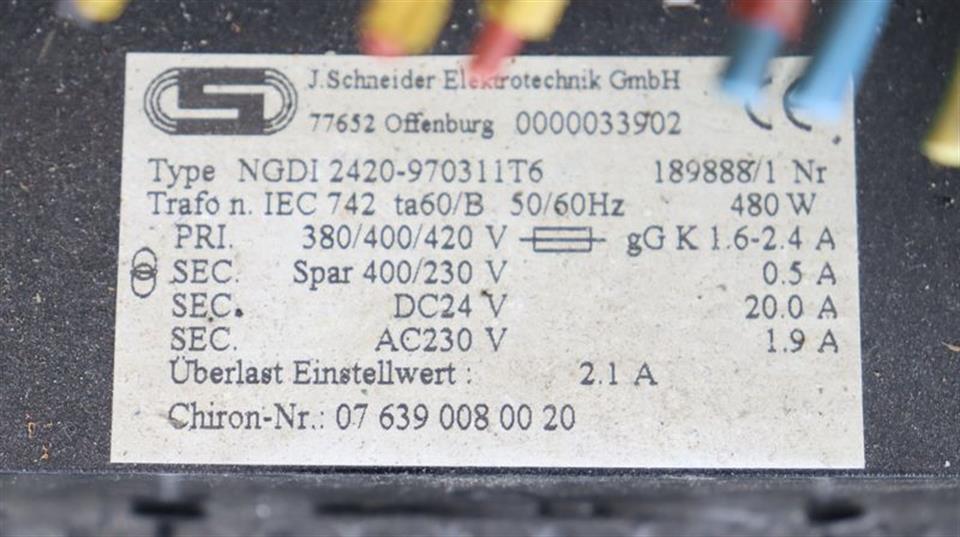 J.Schneider Elektrotechnik GmbH
77652 Offenburg 0000033902
Type NGDI 2420-970311T6 189888/1 Nr
Trafo n. IEC 742 ta60/B 50/60Hz 480 W
PRI. 380/400/420 V gG K 1.6-2.4 A
SEC. Spar 400/230 V 0.5 A
SEC. DC24 V 20.0 A
SEC. AC230 V 1.9 A
Überlast Einstellwert : 2.1 A
Chiron-Nr.: 07 639 008 00 20